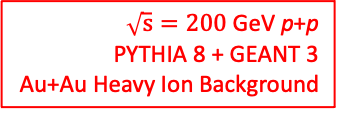 √s = 200 GeV p+p
PYTHIA 8 + GEANT 3
Au+Au Heavy Ion Background